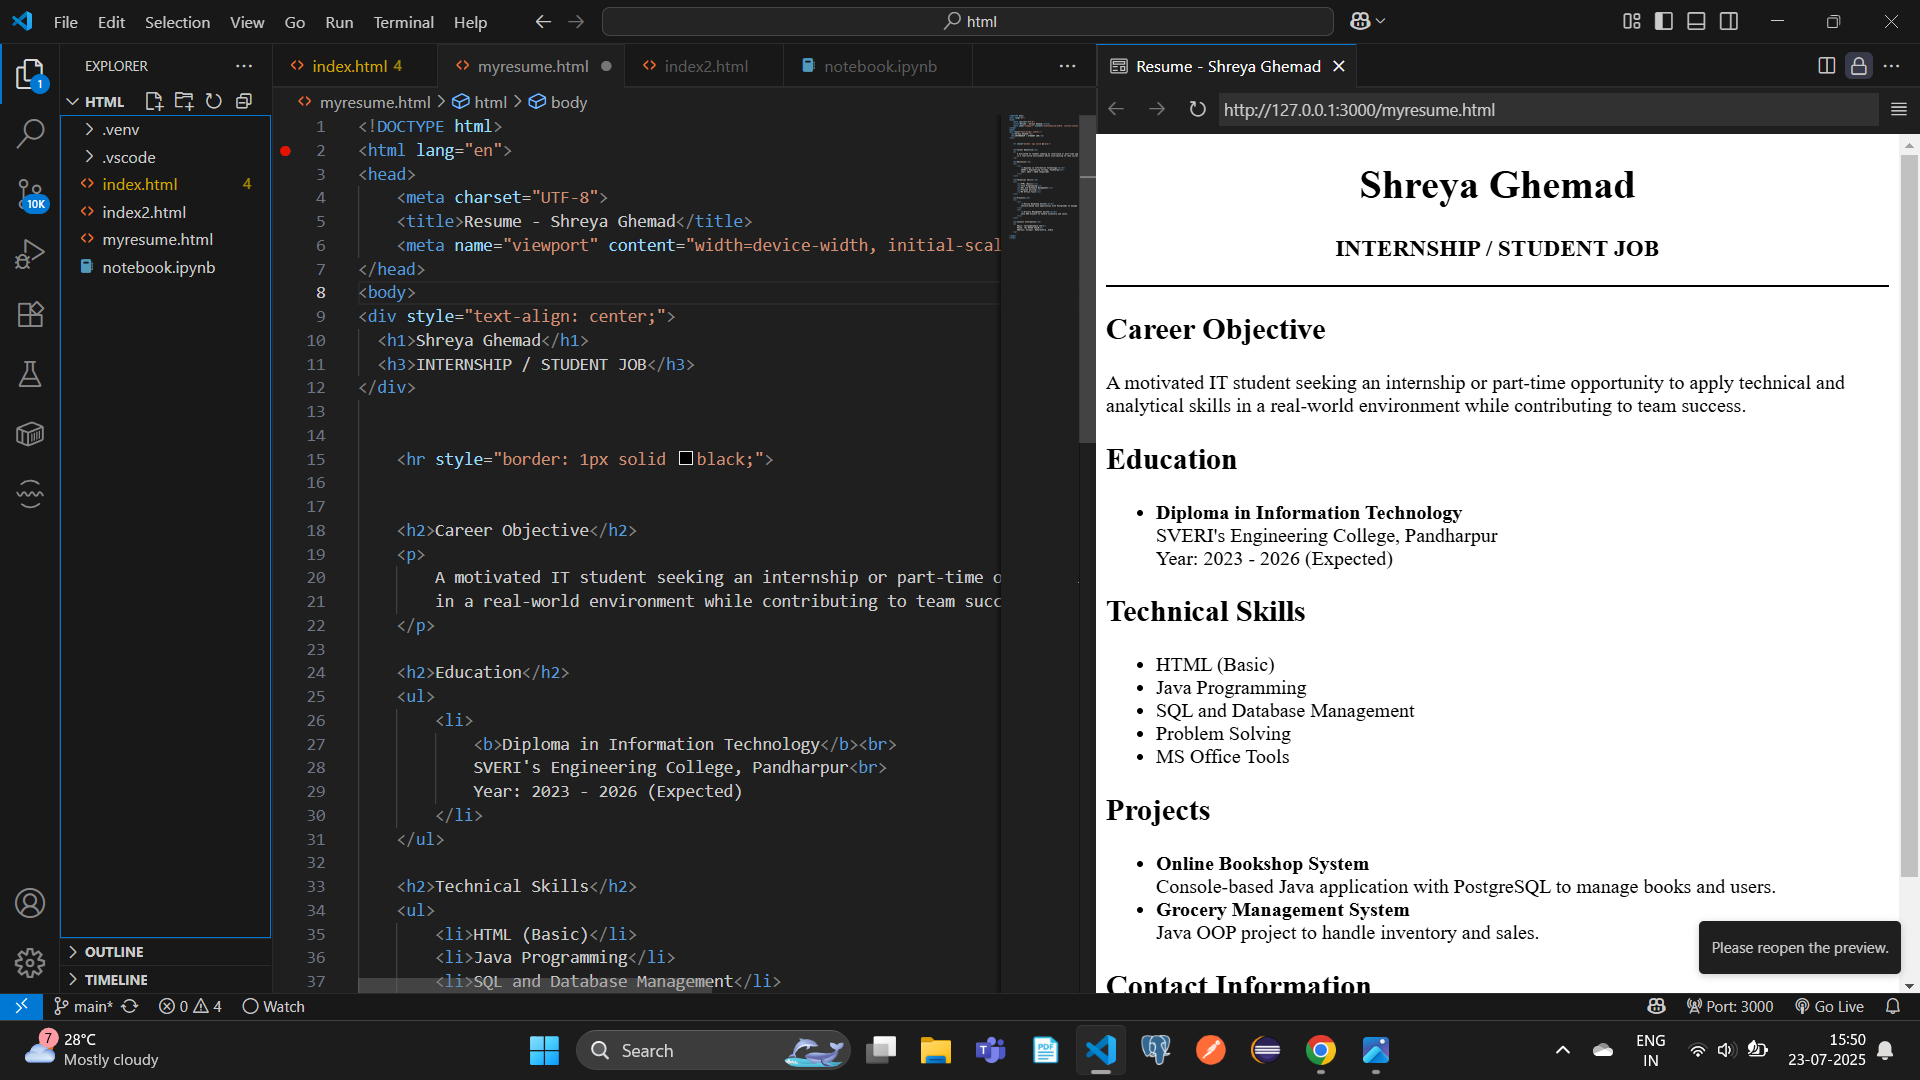 File Edit Selection View Go Run Terminal Help
html
EXPLORER
HTML
.venv
.vscode
index.html 4
index2.html
myresume.html
notebook.ipynb
OUTLINE
TIMELINE
1
10K
index.html 4
myresume.html
index2.html
notebook.ipynb
myresume.html > html > body
1 <!DOCTYPE html>
2 <html lang="en">
3 <head>
4 <meta charset="UTF-8">
5 <title>Resume - Shreya Ghemad</title>
6 <meta name="viewport" content="width=device-width, initial-scal
7 </head>
8 <body>
9 <div style="text-align: center;">
10 <h1>Shreya Ghemad</h1>
11 <h3>INTERNSHIP / STUDENT JOB</h3>
12 </div>
13
14
15 <hr style="border: 1px solid black;">
16
17
18 <h2>Career Objective</h2>
19 <p>
20 A motivated IT student seeking an internship or part-time o
21 in a real-world environment while contributing to team succ
22 </p>
23
24 <h2>Education</h2>
25 <ul>
26 <li>
27 <b>Diploma in Information Technology</b><br>
28 SVERI's Engineering College, Pandharpur<br>
29 Year: 2023 - 2026 (Expected)
30 </li>
31 </ul>
32
33 <h2>Technical Skills</h2>
34 <ul>
35 <li>HTML (Basic)</li>
36 <li>Java Programming</li>
37 <li>SQL and Database Management</li>
Resume - Shreya Ghemad
http://127.0.0.1:3000/myresume.html
Shreya Ghemad
INTERNSHIP / STUDENT JOB
Career Objective
A motivated IT student seeking an internship or part-time opportunity to apply technical and
analytical skills in a real-world environment while contributing to team success.
Education
• Diploma in Information Technology
SVERI's Engineering College, Pandharpur
Year: 2023 - 2026 (Expected)
Technical Skills
• HTML (Basic)
• Java Programming
• SQL and Database Management
• Problem Solving
• MS Office Tools
Projects
• Online Bookshop System
Console-based Java application with PostgreSQL to manage books and users.
• Grocery Management System
Java OOP project to handle inventory and sales.
Contact Information
Please reopen the preview.
main* 0 4 Watch
Port: 3000 Go Live
7
28°C
Mostly cloudy
Search
PDF
ENG
IN
15:50
23-07-2025